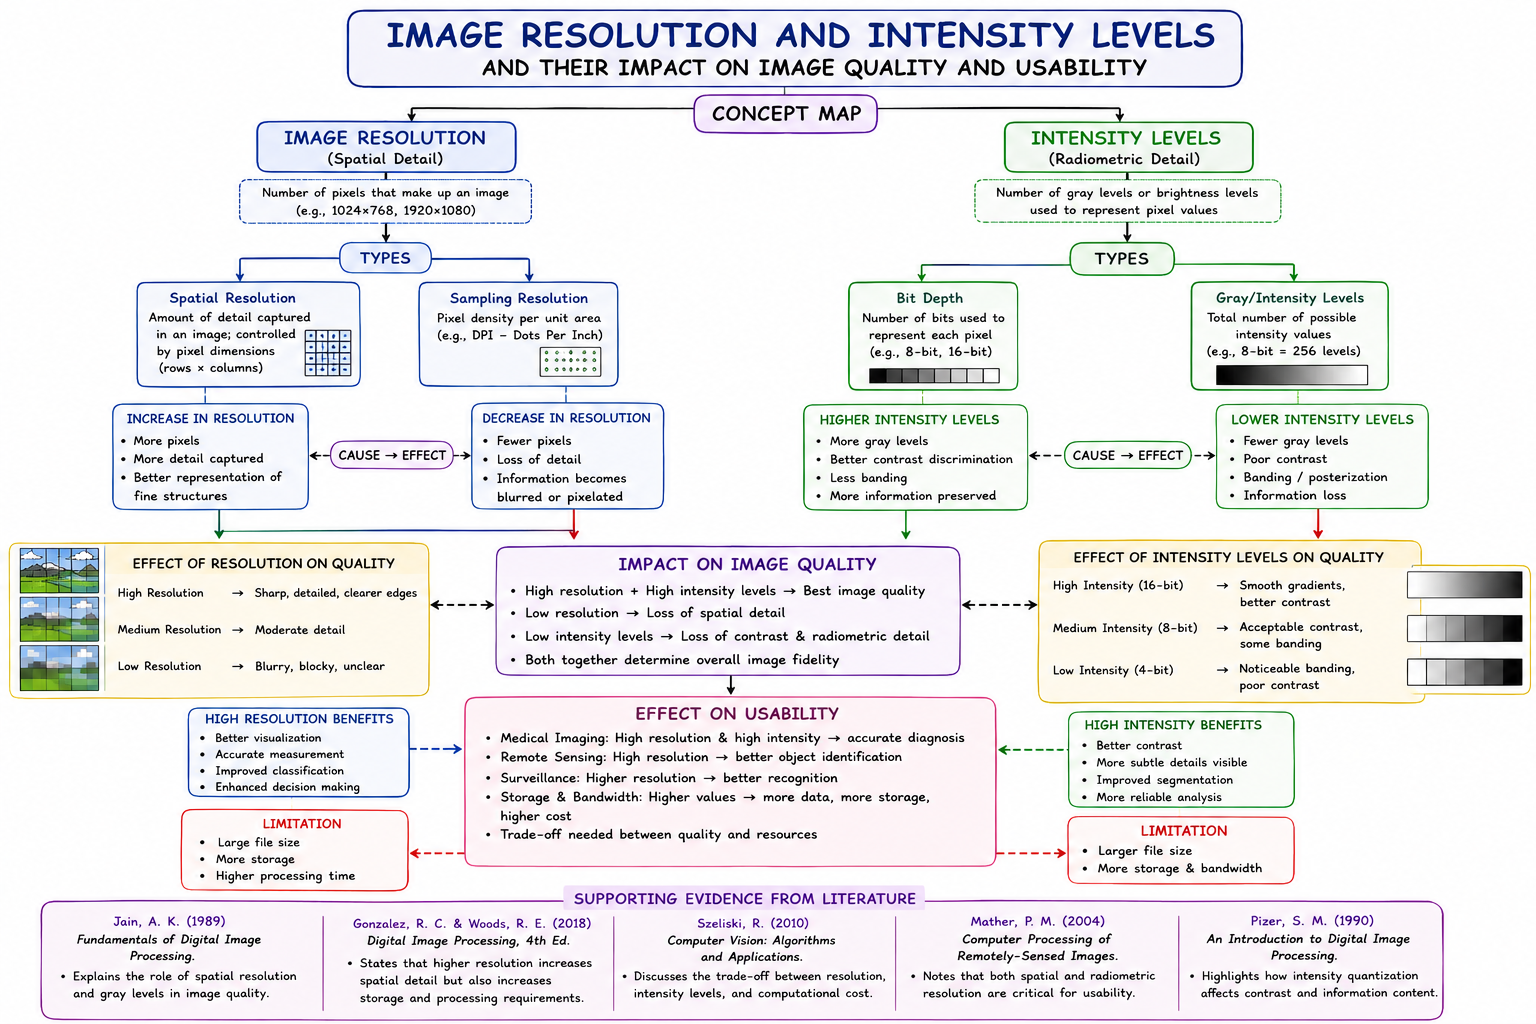 IMAGE RESOLUTION AND INTENSITY LEVELS
AND THEIR IMPACT ON IMAGE QUALITY AND USABILITY
CONCEPT MAP
IMAGE RESOLUTION
(Spatial Detail)
Number of pixels that make up an image
(e.g., 1024×768, 1920×1080)
TYPES
Spatial Resolution
Amount of detail captured
in an image; controlled
by pixel dimensions
(rows × columns)
Sampling Resolution
Pixel density per unit area
(e.g., DPI – Dots Per Inch)
INCREASE IN RESOLUTION
• More pixels
• More detail captured
• Better representation of
fine structures
CAUSE → EFFECT
DECREASE IN RESOLUTION
• Fewer pixels
• Loss of detail
• Information becomes
blurred or pixelated
INTENSITY LEVELS
(Radiometric Detail)
Number of gray levels or brightness levels
used to represent pixel values
TYPES
Bit Depth
Number of bits used to
represent each pixel
(e.g., 8-bit, 16-bit)
Gray/Intensity Levels
Total number of possible
intensity values
(e.g., 8-bit = 256 levels)
HIGHER INTENSITY LEVELS
• More gray levels
• Better contrast discrimination
• Less banding
• More information preserved
CAUSE → EFFECT
LOWER INTENSITY LEVELS
• Fewer gray levels
• Poor contrast
• Banding / posterization
• Information loss
EFFECT OF RESOLUTION ON QUALITY
High Resolution → Sharp, detailed, clearer edges
Medium Resolution → Moderate detail
Low Resolution → Blurry, blocky, unclear
IMPACT ON IMAGE QUALITY
• High resolution + High intensity levels → Best image quality
• Low resolution → Loss of spatial detail
• Low intensity levels → Loss of contrast & radiometric detail
• Both together determine overall image fidelity
EFFECT OF INTENSITY LEVELS ON QUALITY
High Intensity (16-bit) → Smooth gradients,
better contrast
Medium Intensity (8-bit) → Acceptable contrast,
some banding
Low Intensity (4-bit) → Noticeable banding,
poor contrast
HIGH RESOLUTION BENEFITS
• Better visualization
• Accurate measurement
• Improved classification
• Enhanced decision making
LIMITATION
• Large file size
• More storage
• Higher processing time
EFFECT ON USABILITY
• Medical Imaging: High resolution & high intensity → accurate diagnosis
• Remote Sensing: High resolution → better object identification
• Surveillance: Higher resolution → better recognition
• Storage & Bandwidth: Higher values → more data, more storage,
higher cost
• Trade-off needed between quality and resources
HIGH INTENSITY BENEFITS
• Better contrast
• More subtle details visible
• Improved segmentation
• More reliable analysis
LIMITATION
• Larger file size
• More storage & bandwidth
SUPPORTING EVIDENCE FROM LITERATURE
Jain, A. K. (1989)
Fundamentals of Digital Image
Processing.
• Explains the role of spatial resolution
and gray levels in image quality.
Gonzalez, R. C. & Woods, R. E. (2018)
Digital Image Processing, 4th Ed.
• States that higher resolution increases
spatial detail but also increases
storage and processing requirements.
Szeliski, R. (2010)
Computer Vision: Algorithms
and Applications.
• Discusses the trade-off between resolution,
intensity levels, and computational cost.
Mather, P. M. (2004)
Computer Processing of
Remotely-Sensed Images.
• Notes that both spatial and radiometric
resolution are critical for usability.
Pizer, S. M. (1990)
An Introduction to Digital Image
Processing.
• Highlights how intensity quantization
affects contrast and information content.